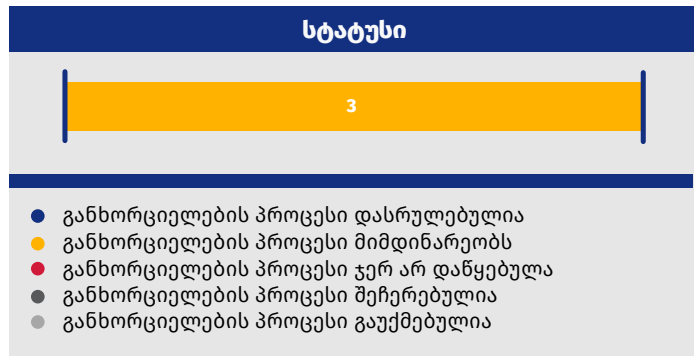 სტატუსი
3
განხორციელების პროცესი დასრულებულია
განხორციელების პროცესი მიმდინარეობს
განხორციელების პროცესი ჯერ არ დაწყებულა
განხორციელების პროცესი შეჩერებულია
განხორციელების პროცესი გაუქმებულია